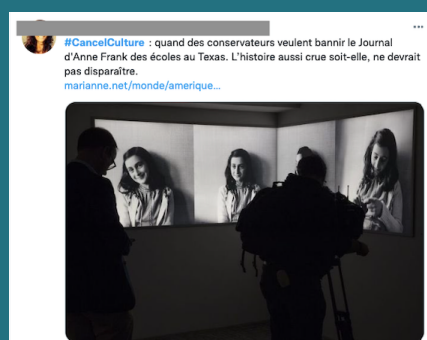 #CancelCulture : quand des conservateurs veulent bannir le Journal
d'Anne Frank des écoles au Texas. L'histoire aussi crue soit-elle, ne devrait
pas disparaître.
marianne.net/monde/amerique...